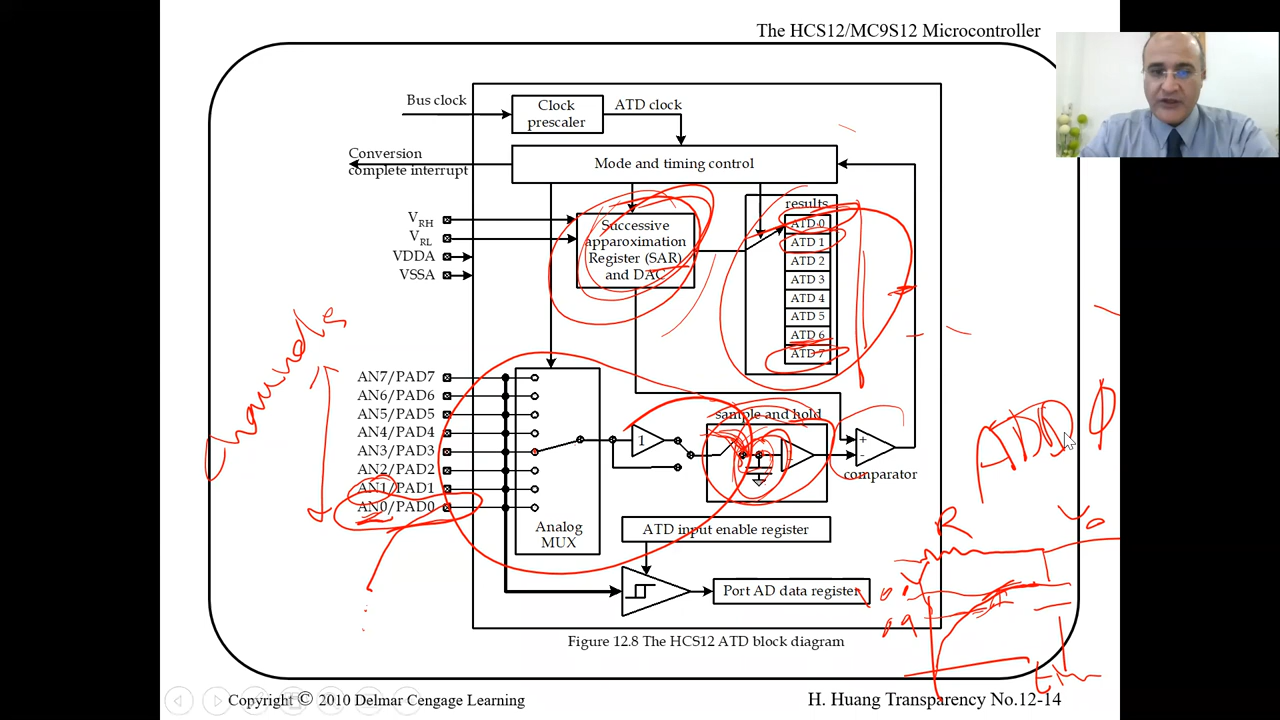 The HCS12/MC9S12 Microcontroller
Bus clock
Clock
prescaler
ATD clock
Conversion
complete interrupt
Mode and timing control
VRH
VRL
VDDA
VSSA
Successive
apparoximation
Register (SAR)
and DAC
results
ATD 0
ATD 1
ATD 2
ATD 3
ATD 4
ATD 5
ATD 6
ATD 7
channels
AN7/PAD7
AN6/PAD6
AN5/PAD5
AN4/PAD4
AN3/PAD3
AN2/PAD2
AN1/PAD1
AN0/PAD0
Analog
MUX
1
sample and hold
+
-
comparator
R
Vo
ATD input enable register
Port AD data register
Figure 12.8 The HCS12 ATD block diagram
Copyright © 2010 Delmar Cengage Learning
H. Huang Transparency No.12-14